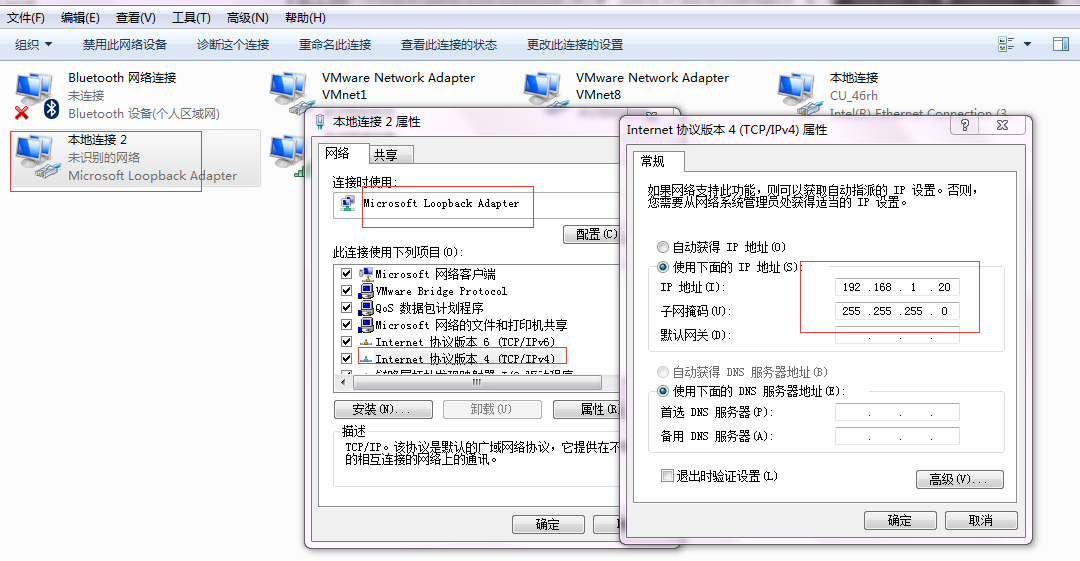 文件(F) 编辑(E) 查看(V) 工具(T) 高级(N) 帮助(H)
组织 禁用此网络设备 诊断这个连接 重命名此连接 查看此连接的状态 更改此连接的设置
Bluetooth 网络连接
未连接
Bluetooth 设备(个人区域网)
VMware Network Adapter
VMnet1
VMware Network Adapter
VMnet8
本地连接
CU_46rh
Intel(R) Ethernet Connection (3
本地连接 2
未识别的网络
Microsoft Loopback Adapter
本地连接 2 属性
网络 共享
连接时使用:
Microsoft Loopback Adapter
配置(C)
此连接使用下列项目(O):
Microsoft 网络客户端
VMware Bridge Protocol
QoS 数据包计划程序
Microsoft 网络的文件和打印机共享
Internet 协议版本 6 (TCP/IPv6)
Internet 协议版本 4 (TCP/IPv4)
安装(N)... 卸载(U) 属性(R)
描述
TCP/IP。该协议是默认的广域网络协议，它提供在不
的相互连接的网络上的通讯。
确定
Internet 协议版本 4 (TCP/IPv4) 属性
常规
如果网络支持此功能，则可以获取自动指派的 IP 设置。否则，
您需要从网络系统管理员处获得适当的 IP 设置。
自动获得 IP 地址(O)
使用下面的 IP 地址(S):
IP 地址(I): 192 .168 . 1 . 20
子网掩码(U): 255 .255 .255 . 0
默认网关(D): . . .
自动获得 DNS 服务器地址(B)
使用下面的 DNS 服务器地址(E):
首选 DNS 服务器(P): . . .
备用 DNS 服务器(A): . . .
退出时验证设置(L)
高级(V)...
确定 取消